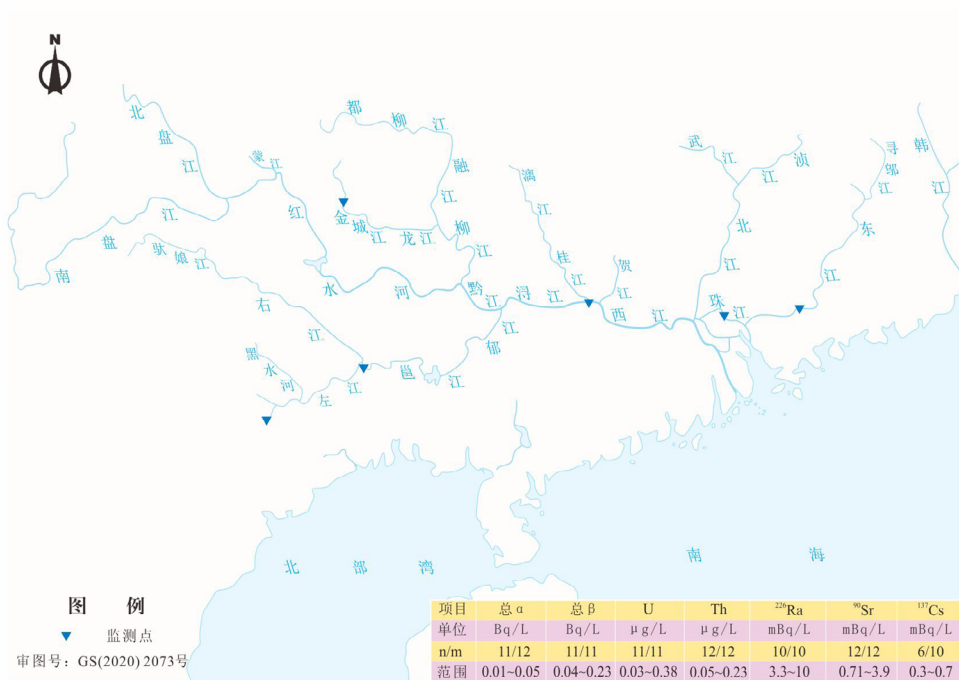 N
都柳江
北盘江
武江
浈江
寻邬江
韩江
蒙江
融江
漓江
金城江
龙江
柳江
红水河
南盘江
驮娘江
北江
东江
桂江
贺江
黔江
浔江
西江
珠江
右江
郁江
黑水河
左江
邕江
北部湾
南海
图例
监测点
审图号：GS(2020) 2073号
项目 总α 总β U Th ²²⁶Ra ⁹⁰Sr ¹³⁷Cs
单位 Bq/L Bq/L μg/L μg/L mBq/L mBq/L mBq/L
n/m 11/12 11/11 11/11 12/12 10/10 12/12 6/10
范围 0.01~0.05 0.04~0.23 0.03~0.38 0.05~0.23 3.3~10 0.71~3.9 0.3~0.7